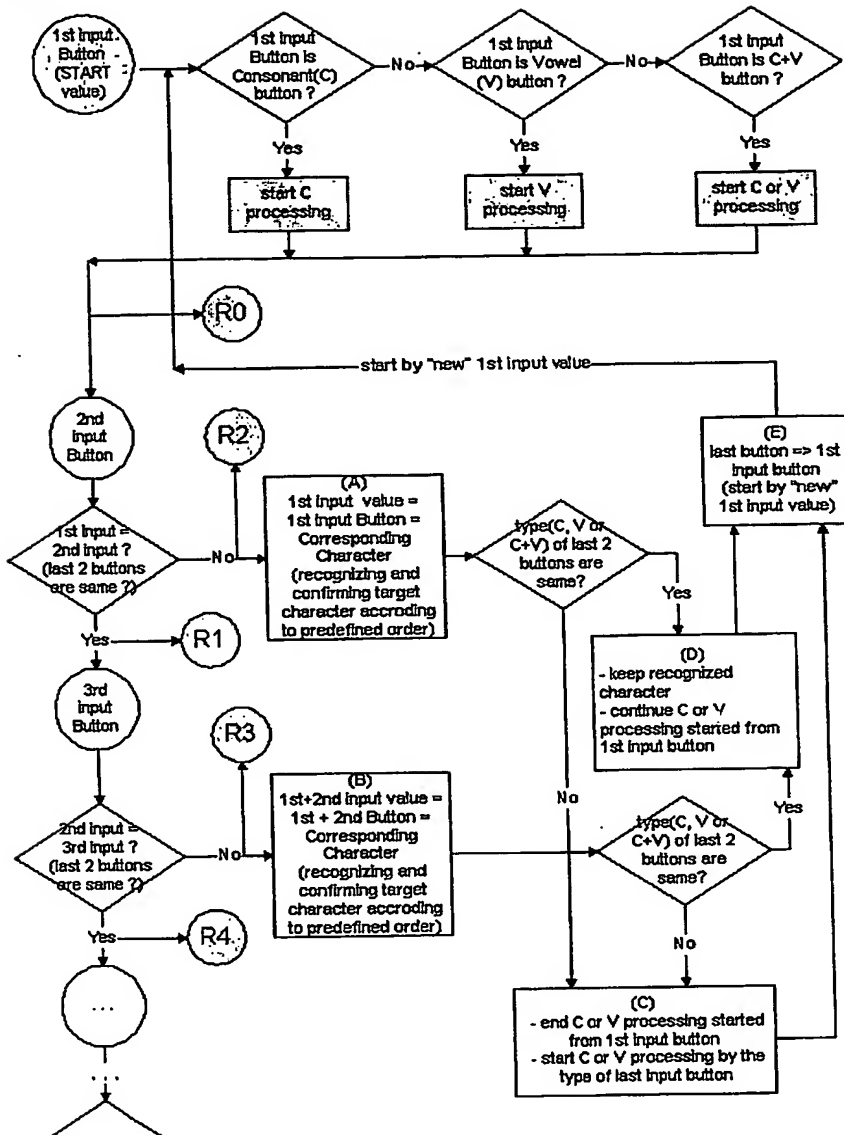 1st Input
Button
(START
value)
1st Input
Button is
Consonant(C)
button ?
No
1st Input
Button is Vowel
(V) button ?
No
1st Input
Button is C+V
button ?
Yes
Yes
Yes
start C
processing
start V
processing
start C or V
processing
R0
start by "new" 1st input value
2nd
Input
Button
R2
(A)
1st input value =
1st Input Button =
Corresponding
Character
(recognizing and
confirming target
character accroding
to predefined order)
(E)
last button => 1st
Input button
(start by "new"
1st input value)
1st Input =
2nd input ?
(last 2 buttons
are same ?)
No
type(C, V or
C+V) of last 2
buttons are
same?
Yes
Yes
R1
(D)
- keep recognized
character
- continue C or V
processing started from
1st input button
3rd
Input
Button
R3
(B)
1st+2nd input value =
1st + 2nd Button =
Corresponding
Character
(recognizing and
confirming target
character accroding
to predefined order)
No
Yes
2nd Input =
3rd Input ?
(last 2 buttons
are same ?)
No
type(C, V or
C+V) of last 2
buttons are
same?
Yes
R4
No
...
(C)
- end C or V processing started
from 1st input button
- start C or V processing by the
type of last input button
...